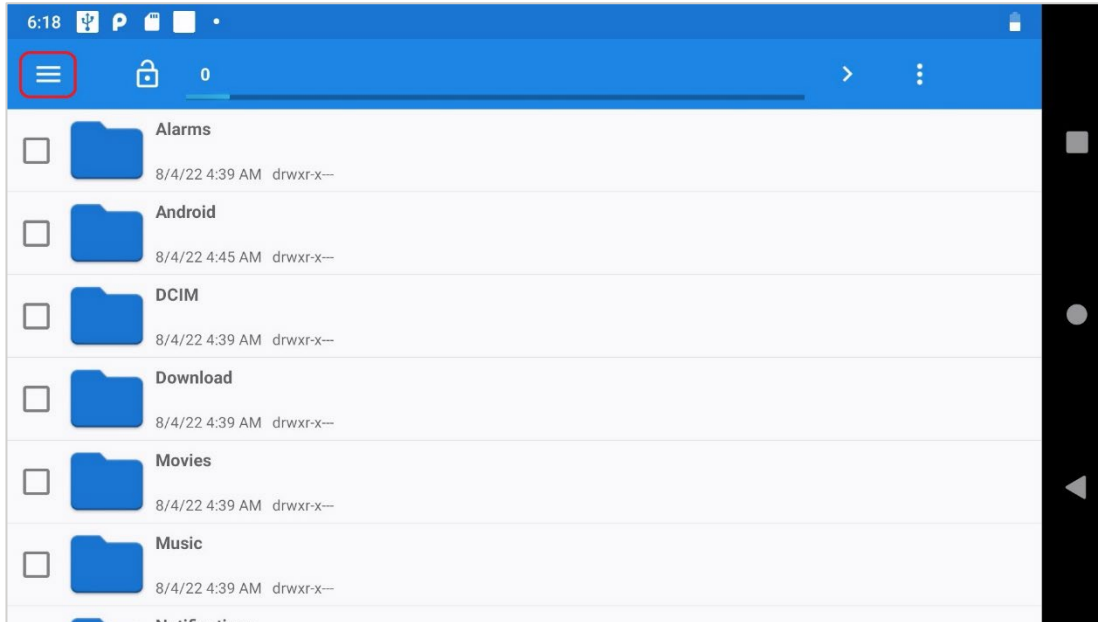 6:18
0
Alarms
8/4/22 4:39 AM drwxr-x---
Android
8/4/22 4:45 AM drwxr-x---
DCIM
8/4/22 4:39 AM drwxr-x---
Download
8/4/22 4:39 AM drwxr-x---
Movies
8/4/22 4:39 AM drwxr-x---
Music
8/4/22 4:39 AM drwxr-x---